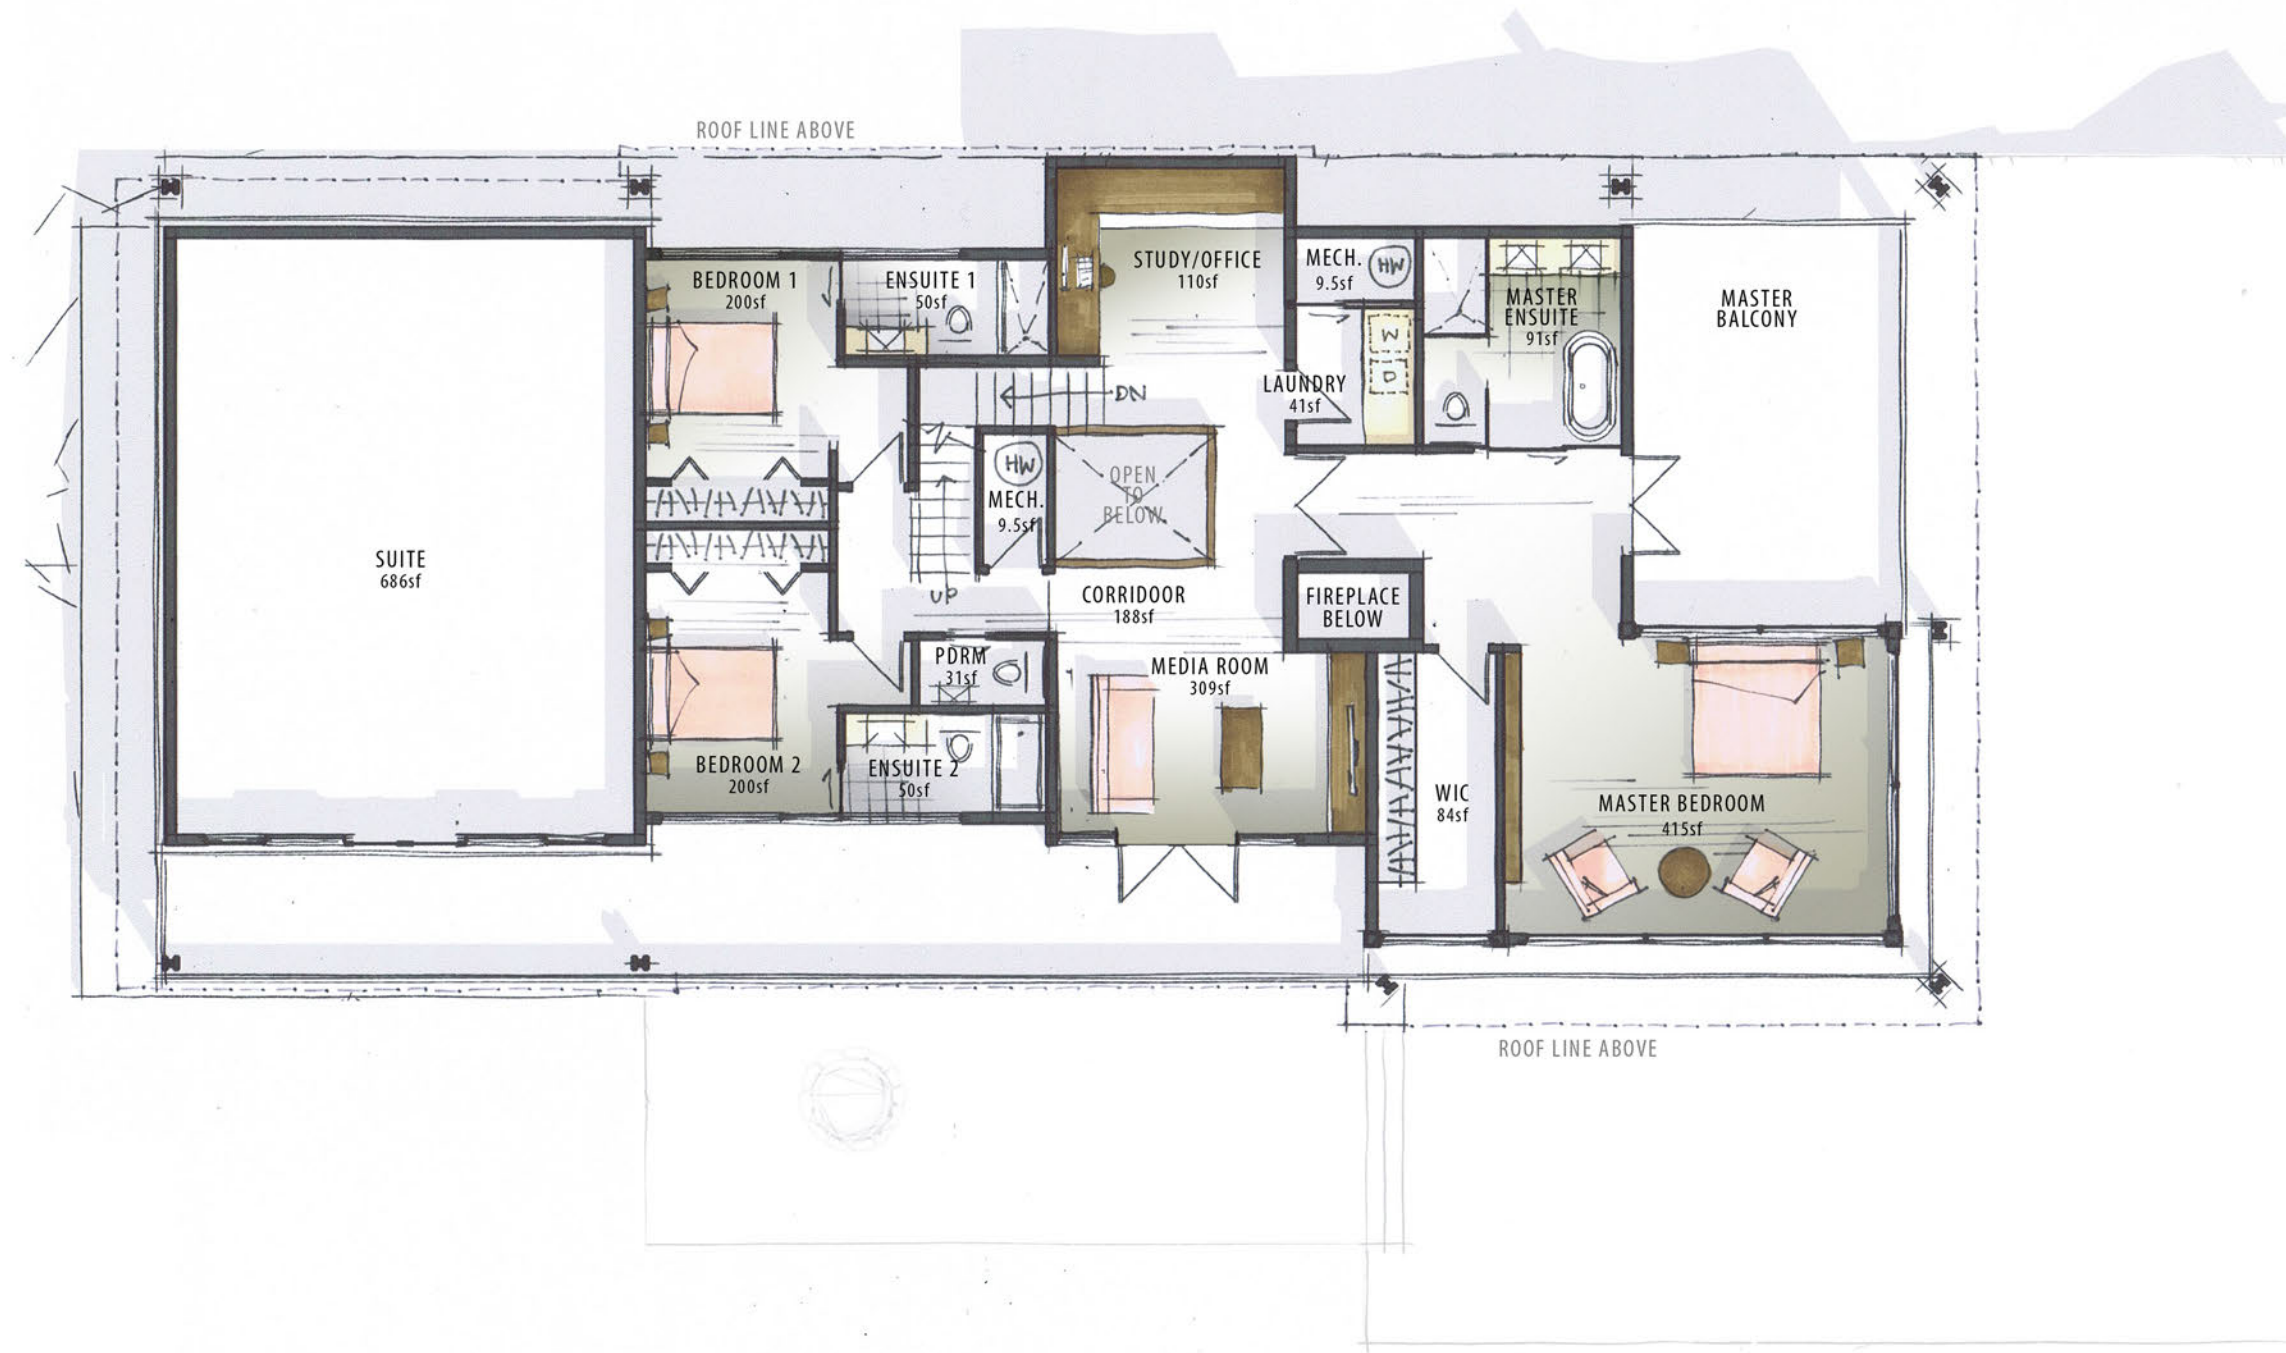 ROOF LINE ABOVE
BEDROOM 1
200sf
ENSUITE 1
50sf
STUDY/OFFICE
110sf
MECH.
9.5sf
HW
MASTER
ENSUITE
91sf
MASTER
BALCONY
W
D
LAUNDRY
41sf
DN
HW
MECH.
9.5sf
OPEN
TO
BELOW
SUITE
686sf
UP
CORRIDOOR
188sf
FIREPLACE
BELOW
PDRM
31sf
MEDIA ROOM
309sf
BEDROOM 2
200sf
ENSUITE 2
50sf
WIC
84sf
MASTER BEDROOM
415sf
ROOF LINE ABOVE